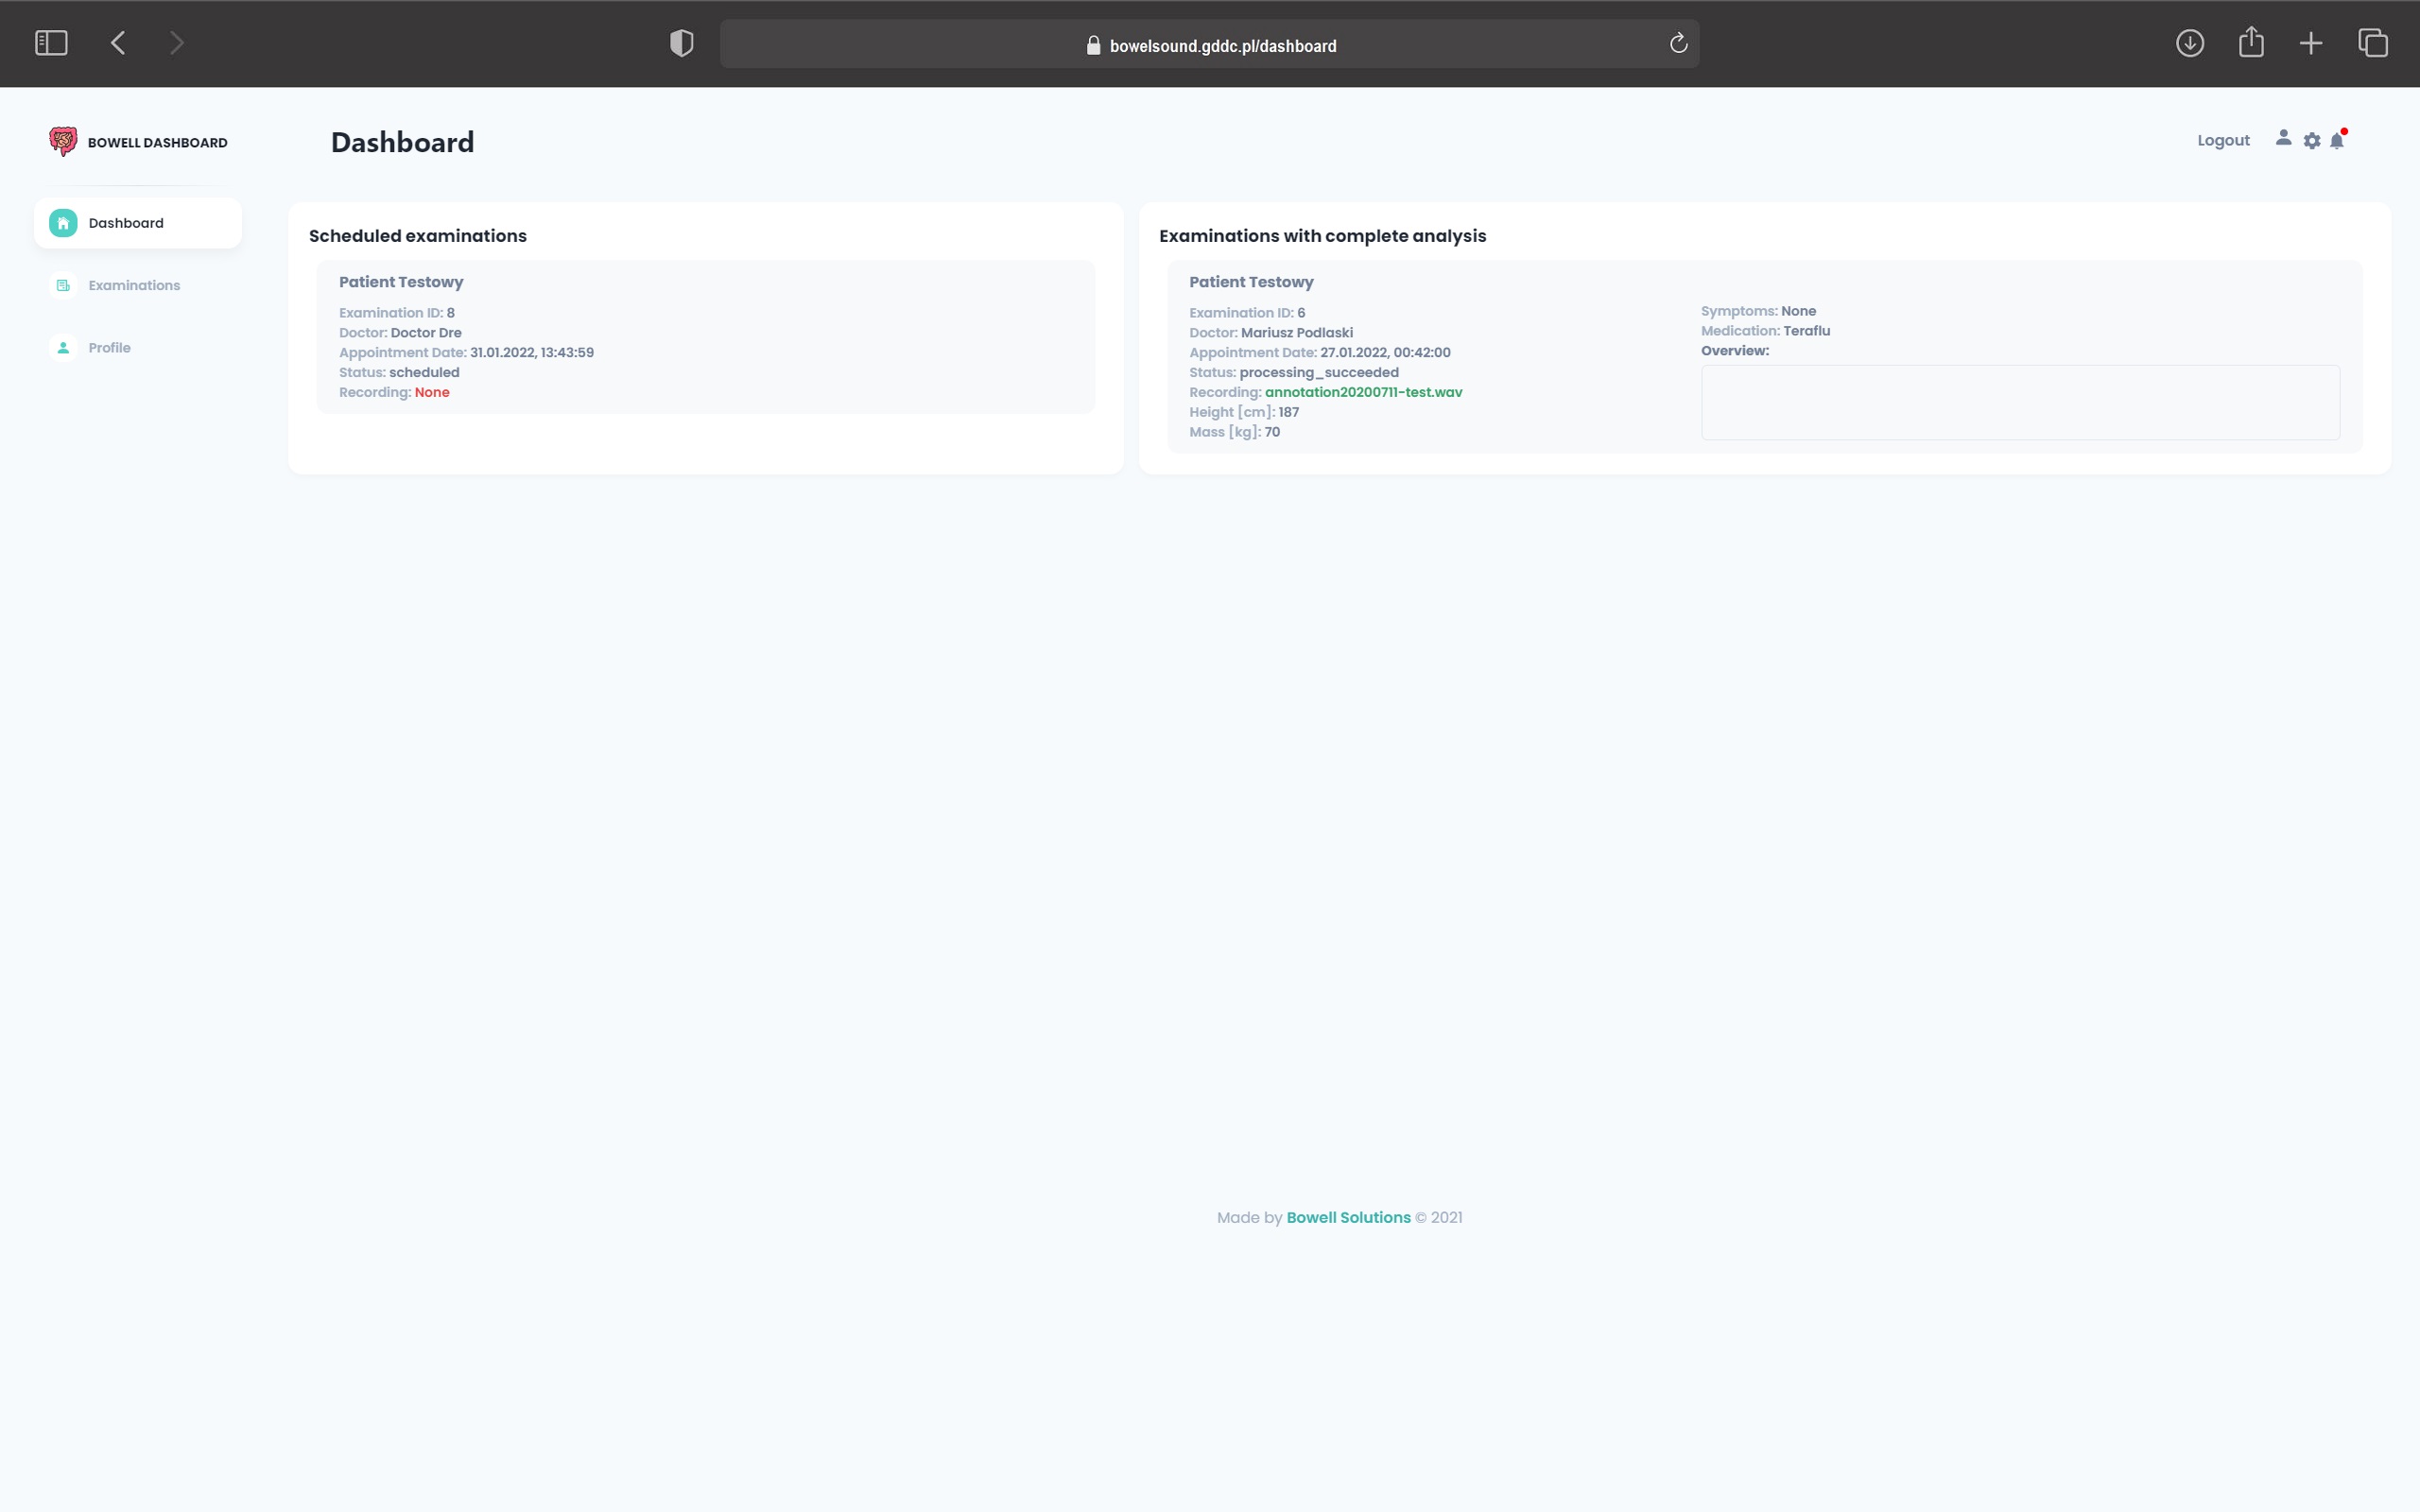 bowelsound.gddc.pl/dashboard
BOWELL DASHBOARD
Dashboard
Logout
Dashboard
Examinations
Profile
Scheduled examinations
Patient Testowy
Examination ID: 8
Doctor: Doctor Dre
Appointment Date: 31.01.2022, 13:43:59
Status: scheduled
Recording: None
Examinations with complete analysis
Patient Testowy
Examination ID: 6
Doctor: Mariusz Podlaski
Appointment Date: 27.01.2022, 00:42:00
Status: processing_succeeded
Recording: annotation20200711-test.wav
Height [cm]: 187
Mass [kg]: 70
Symptoms: None
Medication: Teraflu
Overview:
Made by Bowell Solutions © 2021